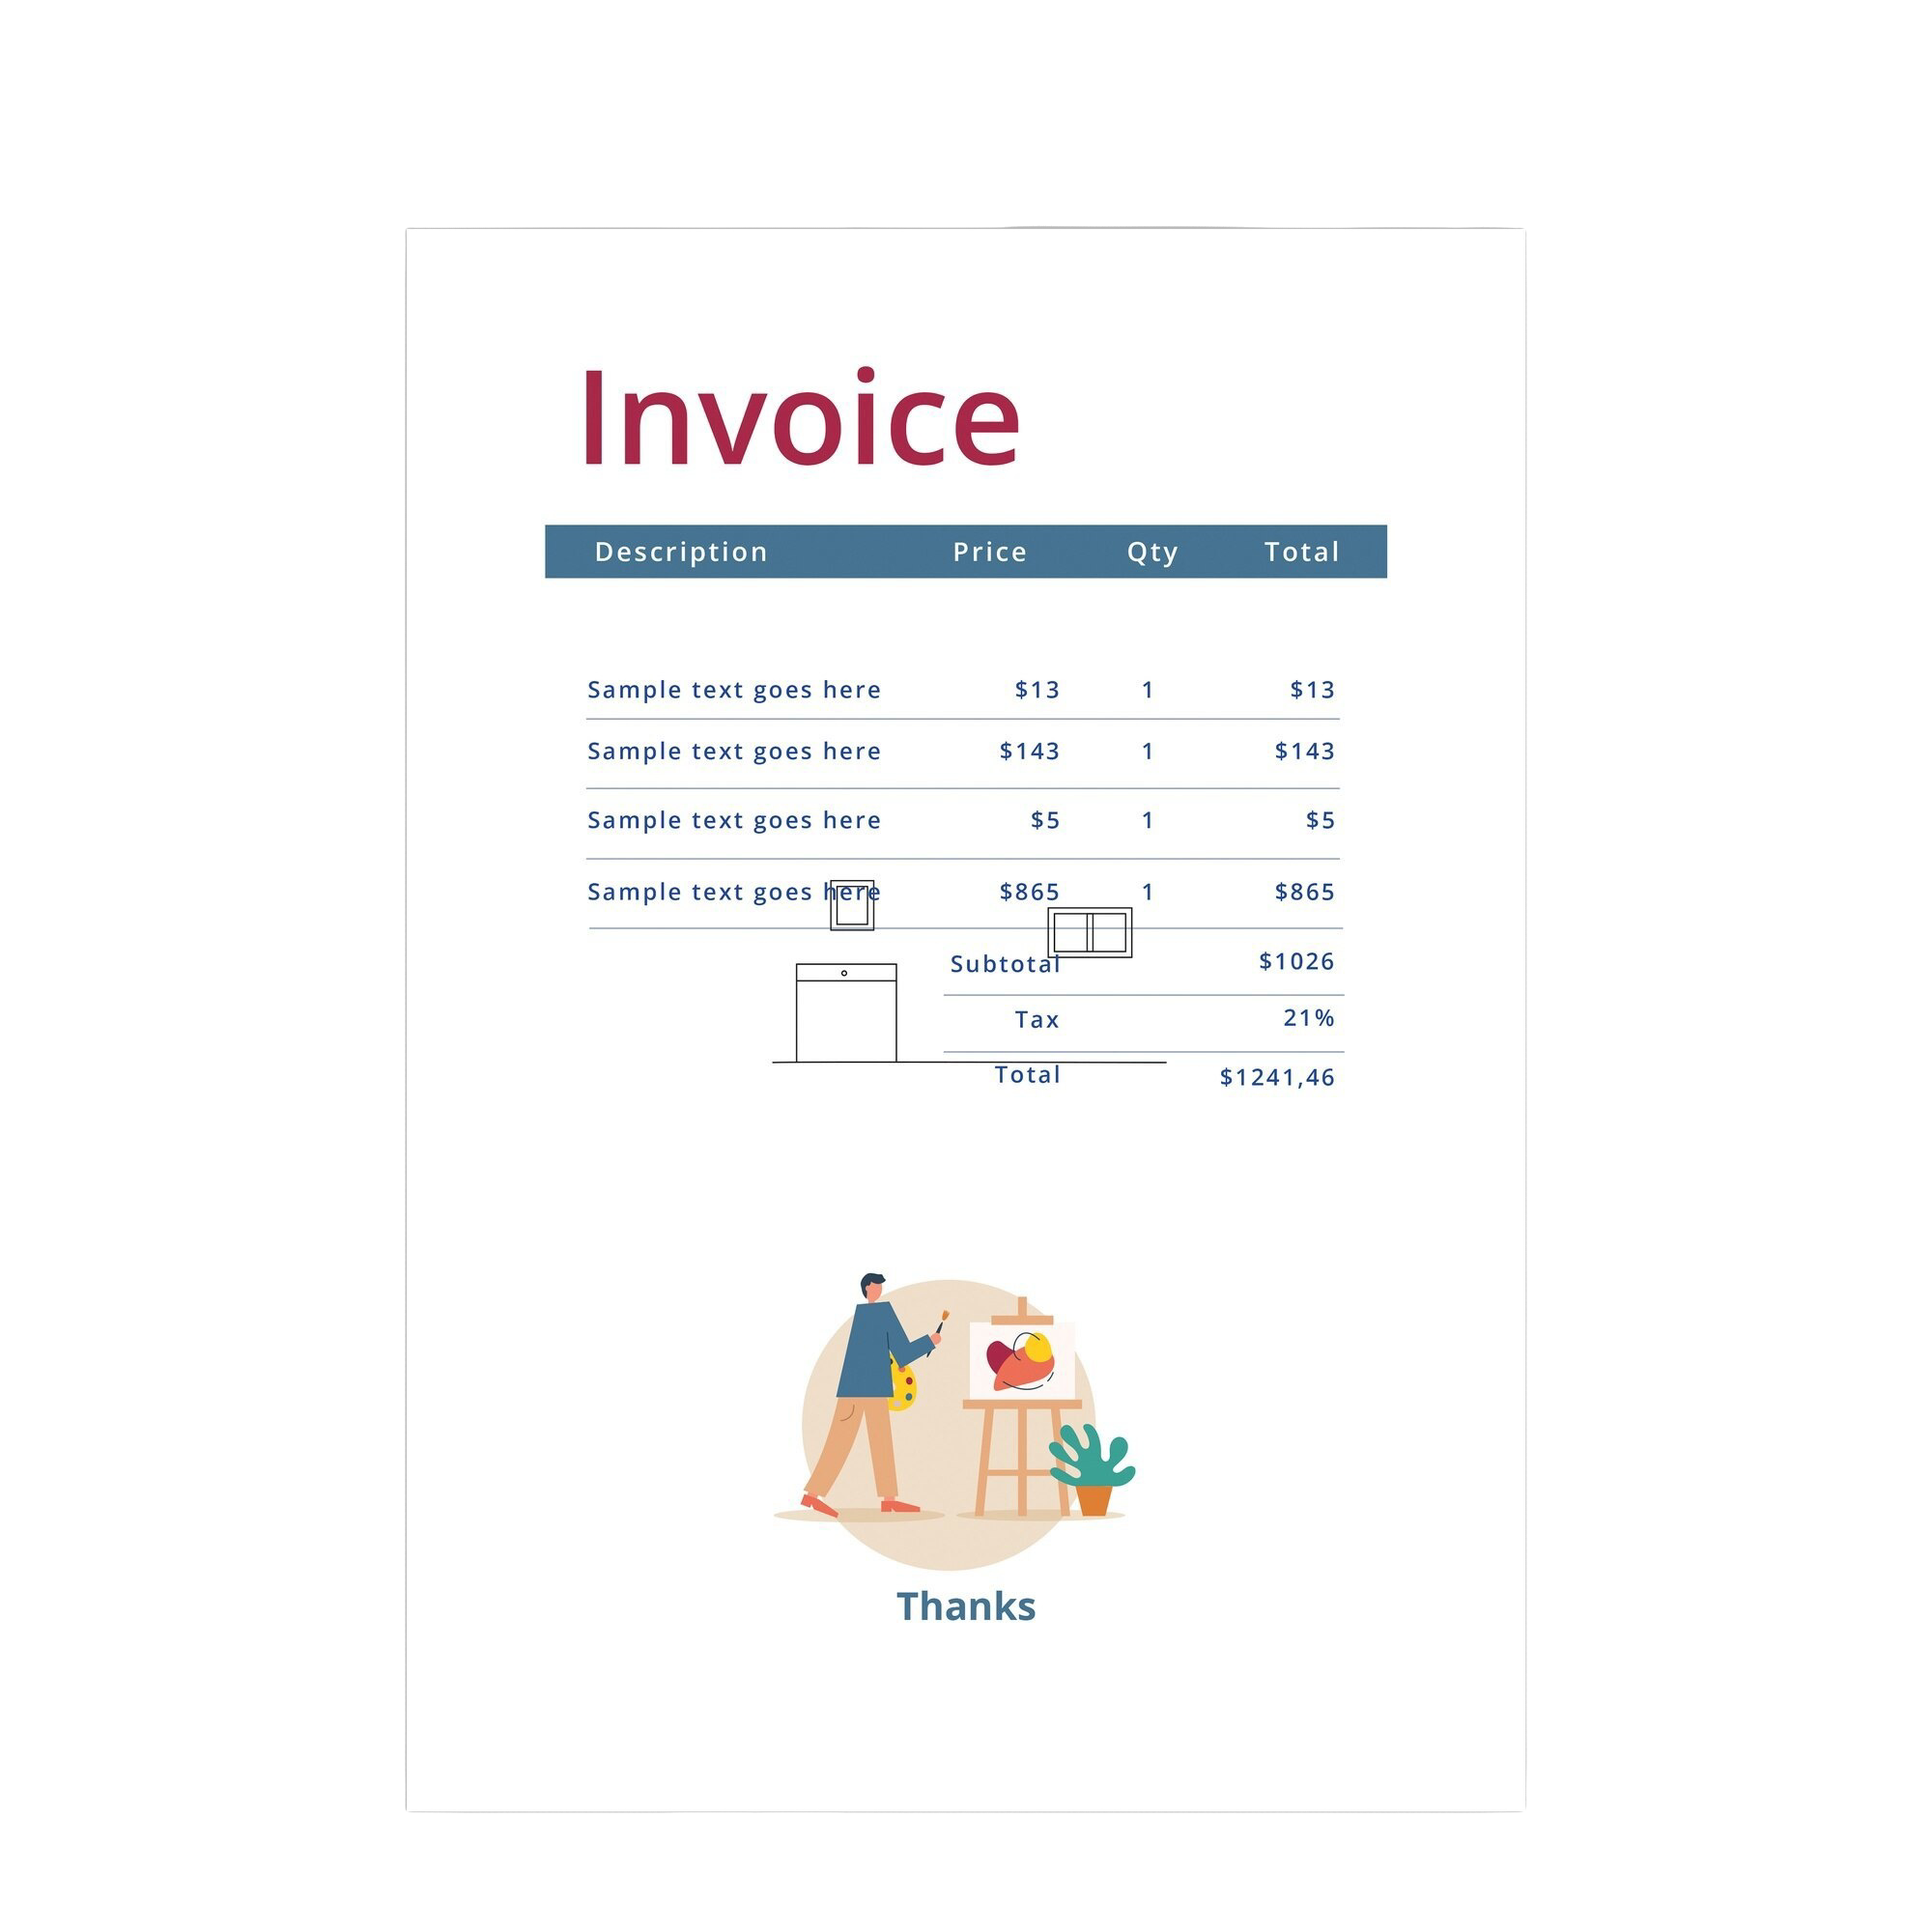 Invoice
Description Price Qty Total
Sample text goes here $13 1 $13
Sample text goes here $143 1 $143
Sample text goes here $5 1 $5
Sample text goes here $865 1 $865
Subtotal $1026
Tax 21%
Total $1241,46
Thanks